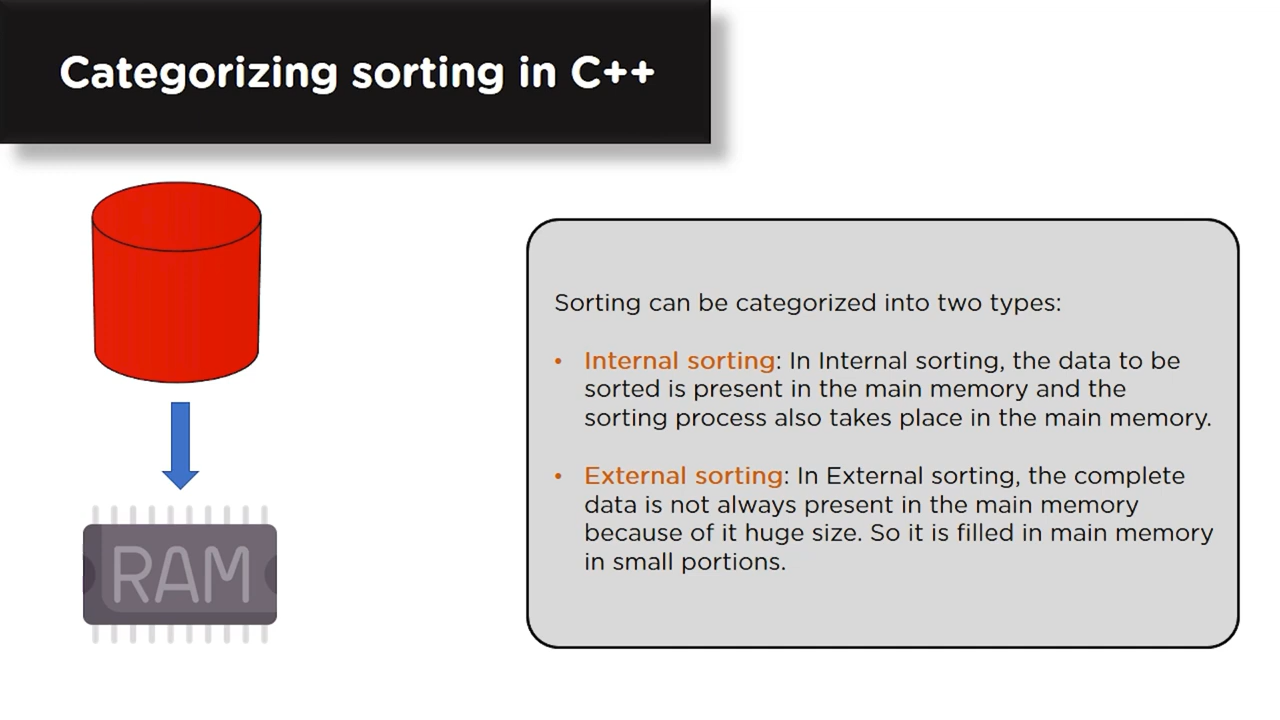 Categorizing sorting in C++
Sorting can be categorized into two types:
• Internal sorting: In Internal sorting, the data to be
sorted is present in the main memory and the
sorting process also takes place in the main memory.
• External sorting: In External sorting, the complete
data is not always present in the main memory
because of it huge size. So it is filled in main memory
in small portions.
RAM